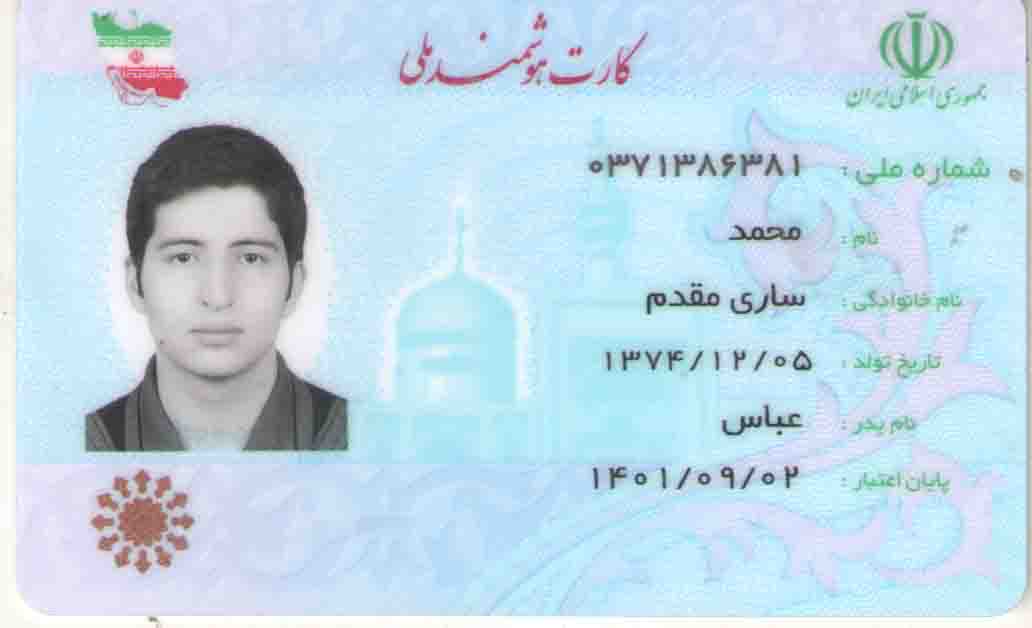 کارت هوشمند ملی
جمهوری اسلامی ایران
شماره ملی : ۰۳۷۱۳۸۶۳۸۱
نام : محمد
نام خانوادگی : ساری مقدم
تاریخ تولد : ۱۳۷۴/۱۲/۰۵
نام پدر : عباس
پایان اعتبار : ۱۴۰۱/۰۹/۰۲